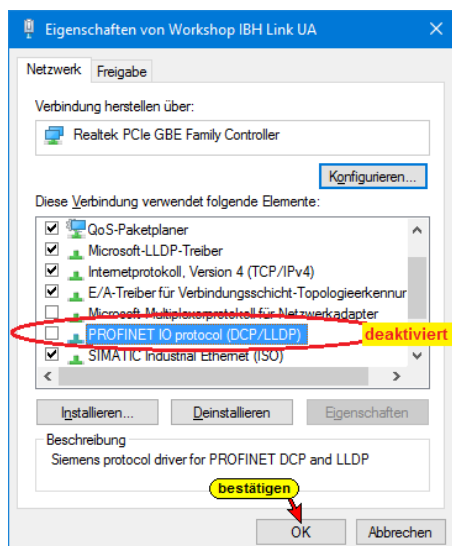 Eigenschaften von Workshop IBH Link UA
Netzwerk Freigabe
Verbindung herstellen über:
Realtek PCIe GBE Family Controller
Konfigurieren...
Diese Verbindung verwendet folgende Elemente:
QoS-Paketplaner
Microsoft-LLDP-Treiber
Internetprotokoll, Version 4 (TCP/IPv4)
E/A-Treiber für Verbindungsschicht-Topologieerkennur
Microsoft-Multiplexorprotokoll für Netzwerkadapter
PROFINET IO protocol (DCP/LLDP) deaktiviert
SIMATIC Industrial Ethernet (ISO)
Installieren... Deinstallieren Eigenschaften
Beschreibung
Siemens protocol driver for PROFINET DCP and LLDP
bestätigen
OK Abbrechen